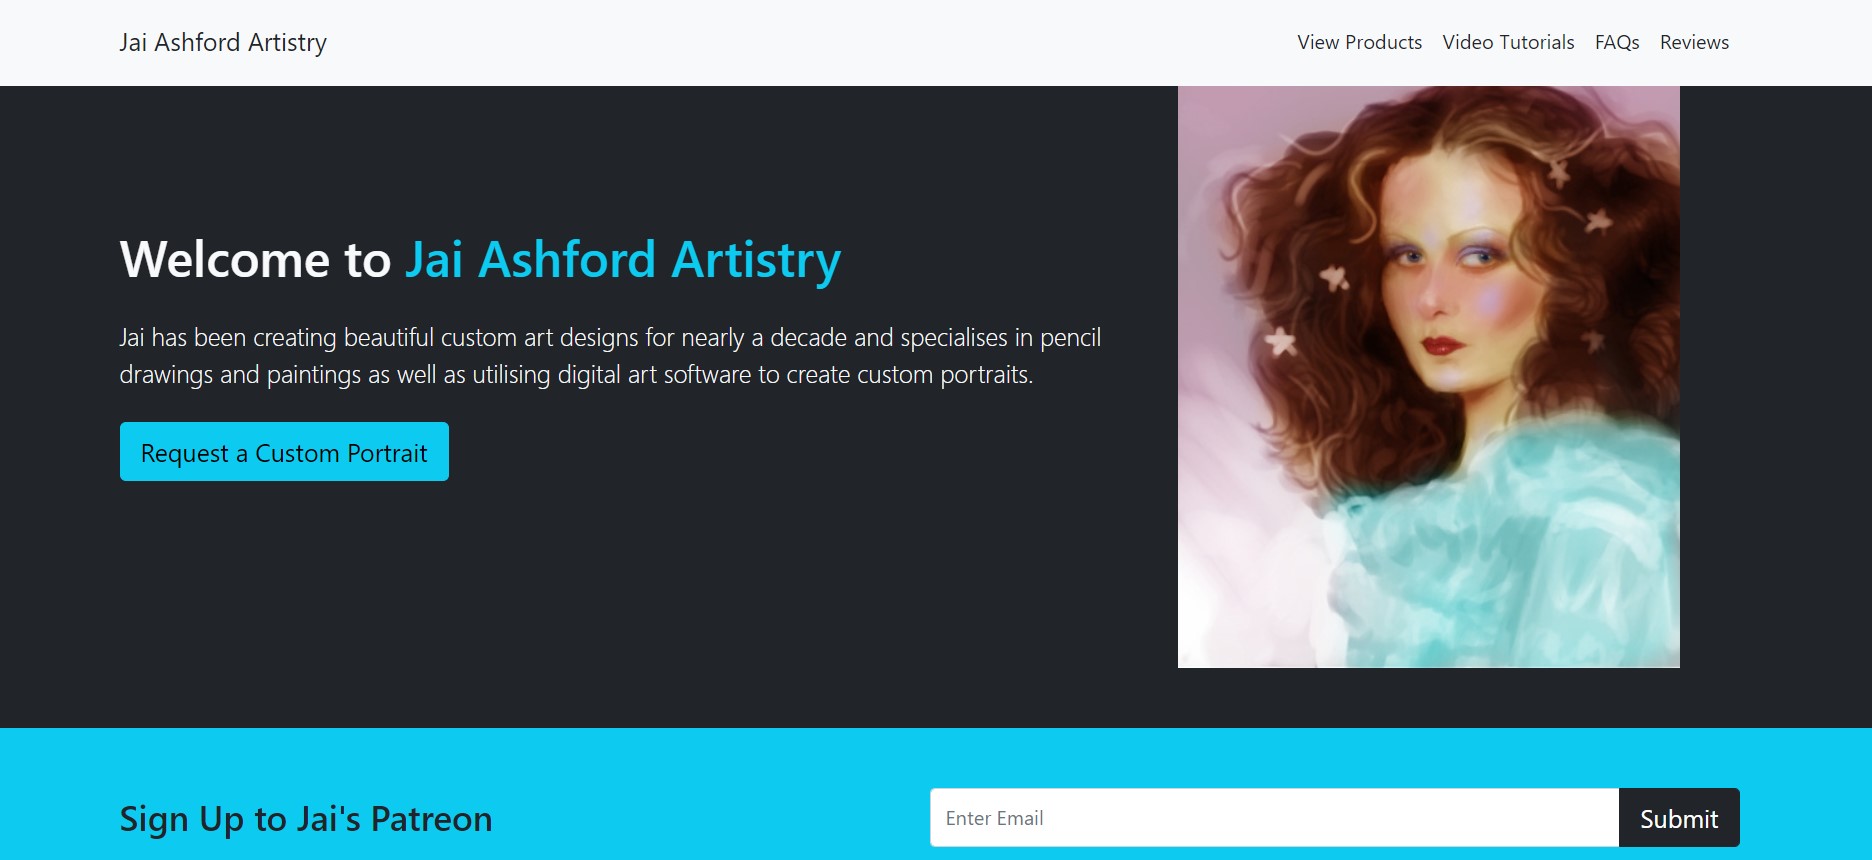 Jai Ashford Artistry
View Products Video Tutorials FAQs Reviews
Welcome to Jai Ashford Artistry
Jai has been creating beautiful custom art designs for nearly a decade and specialises in pencil
drawings and paintings as well as utilising digital art software to create custom portraits.
Request a Custom Portrait
Sign Up to Jai's Patreon
Enter Email
Submit